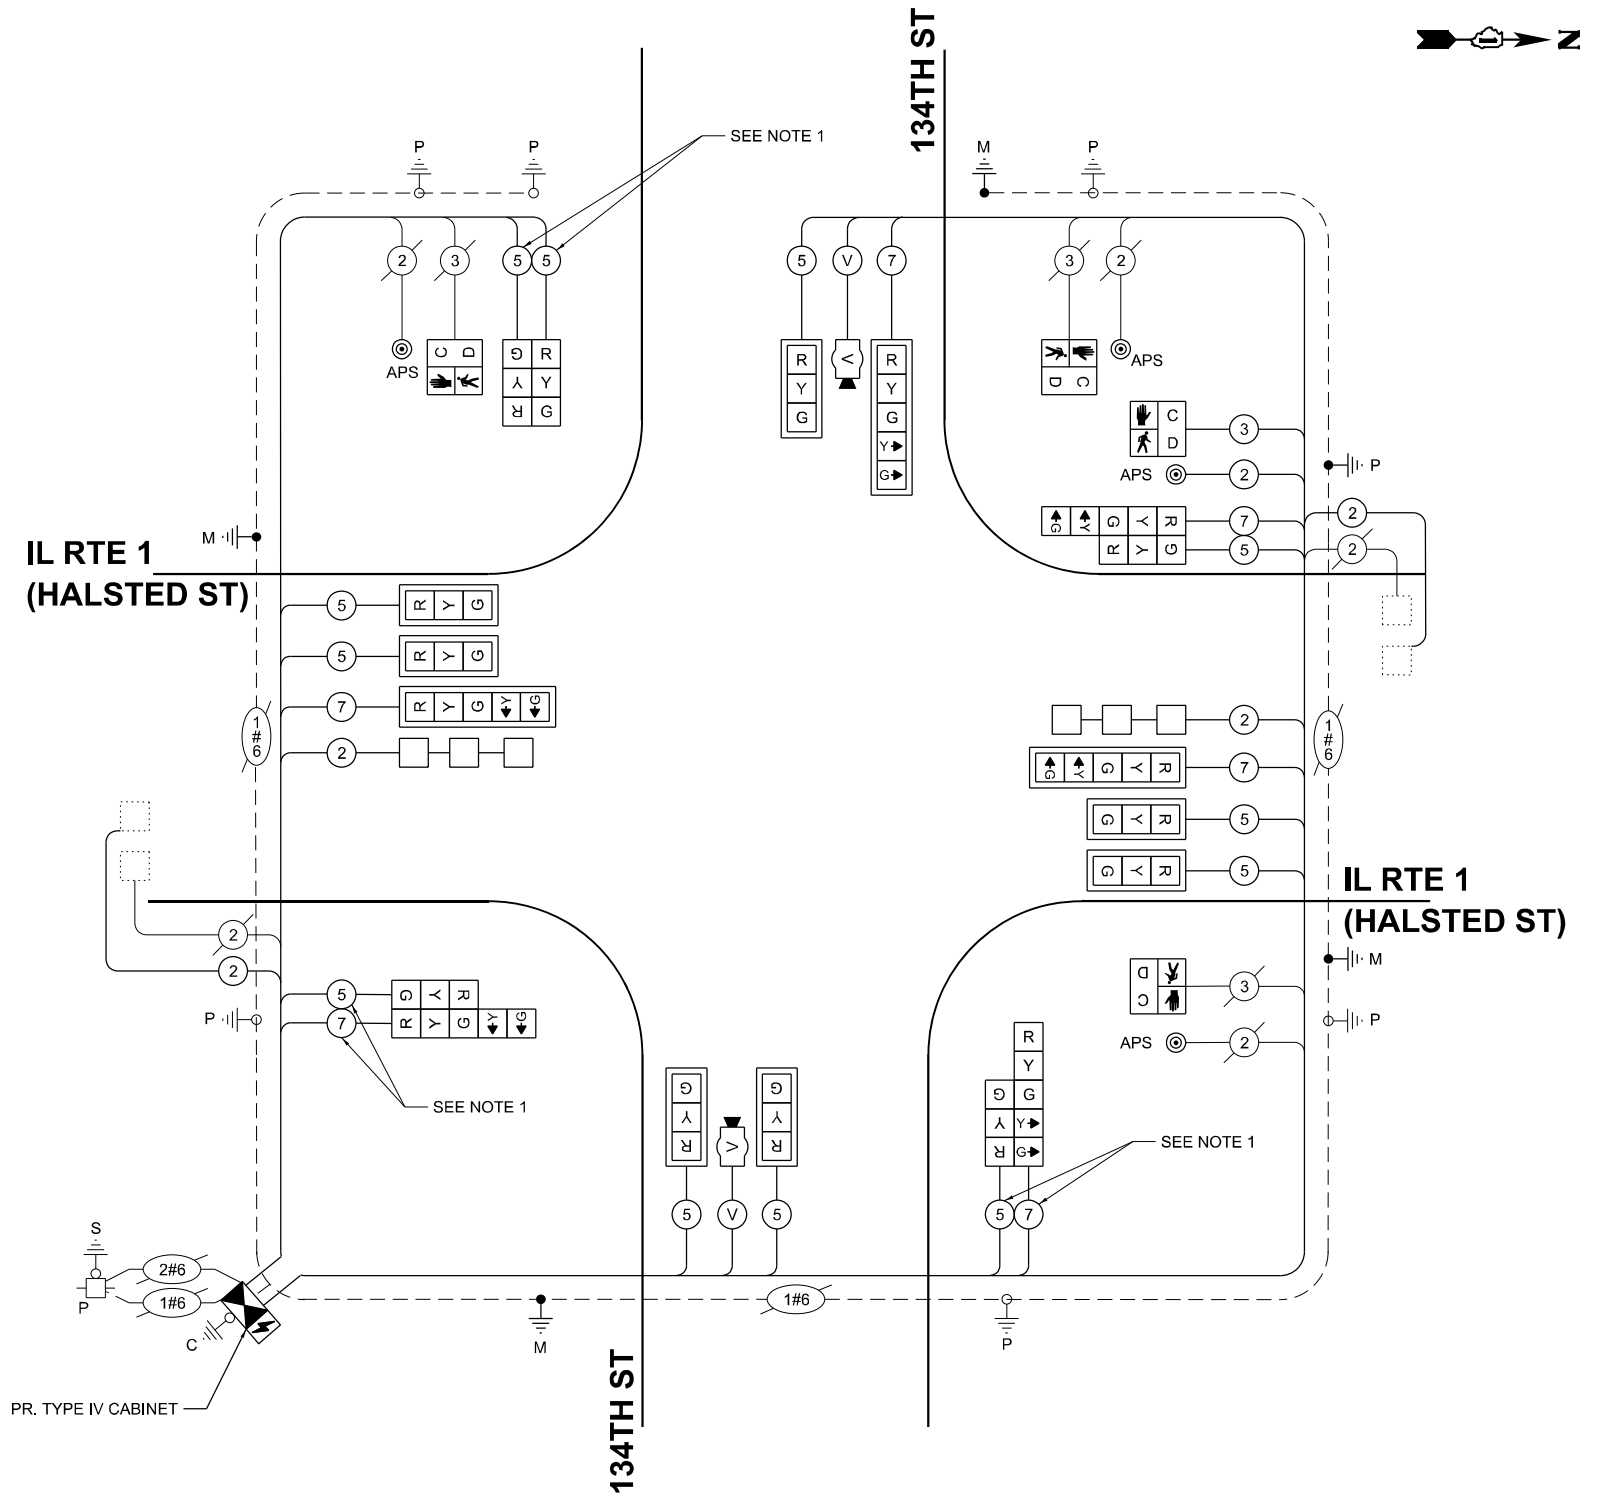 134TH ST
N
P
P
SEE NOTE 1
M
P
2
3
5
5
5
V
7
3
2
APS
C D
G R
Y Y
R G
R
Y
G
V
R
Y
G
Y
G
D C
APS
C
D
3
APS
2
G Y G Y R
7
R Y G
5
2
2
P
M
IL RTE 1
(HALSTED ST)
5
R Y G
5
R Y G
7
R Y G Y G
2
1
#
6
2
G Y G Y R
7
G Y R
5
G Y R
5
1
#
6
IL RTE 1
(HALSTED ST)
2
2
P
5
G Y R
7
R Y G Y G
SEE NOTE 1
M
P
D
C
3
APS
2
R
Y
G G
Y Y
R G
SEE NOTE 1
G
Y
R
V
G
Y
R
5
V
5
5
7
S
2#6
P
1#6
C
1#6
M
P
PR. TYPE IV CABINET
134TH ST